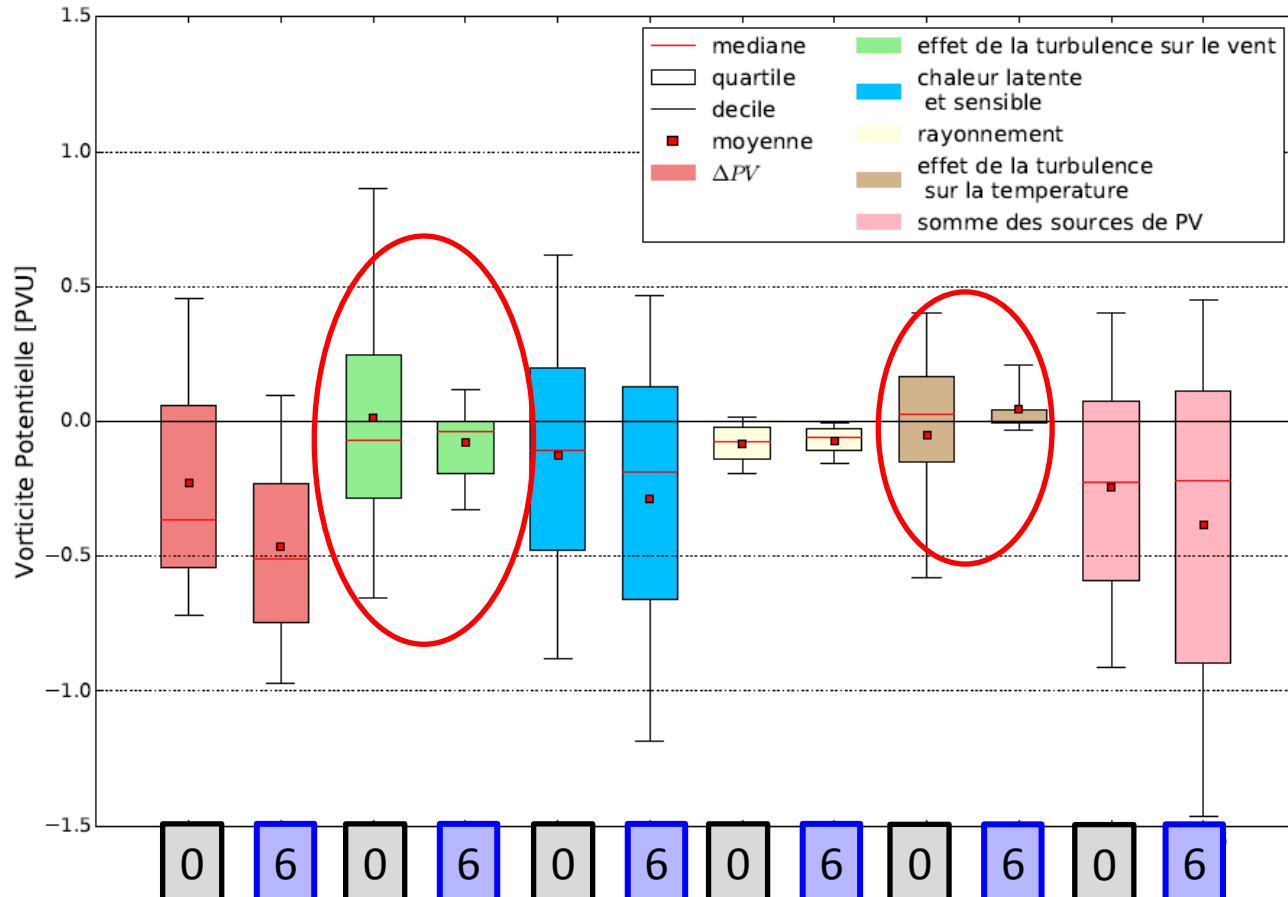 Vorticite Potentielle [PVU]
1.5
1.0
0.5
0.0
−0.5
−1.0
−1.5
mediane
quartile
decile
moyenne
ΔPV
effet de la turbulence sur le vent
chaleur latente
et sensible
rayonnement
effet de la turbulence
sur la temperature
somme des sources de PV
0 6 0 6 0 6 0 6 0 6 0 6